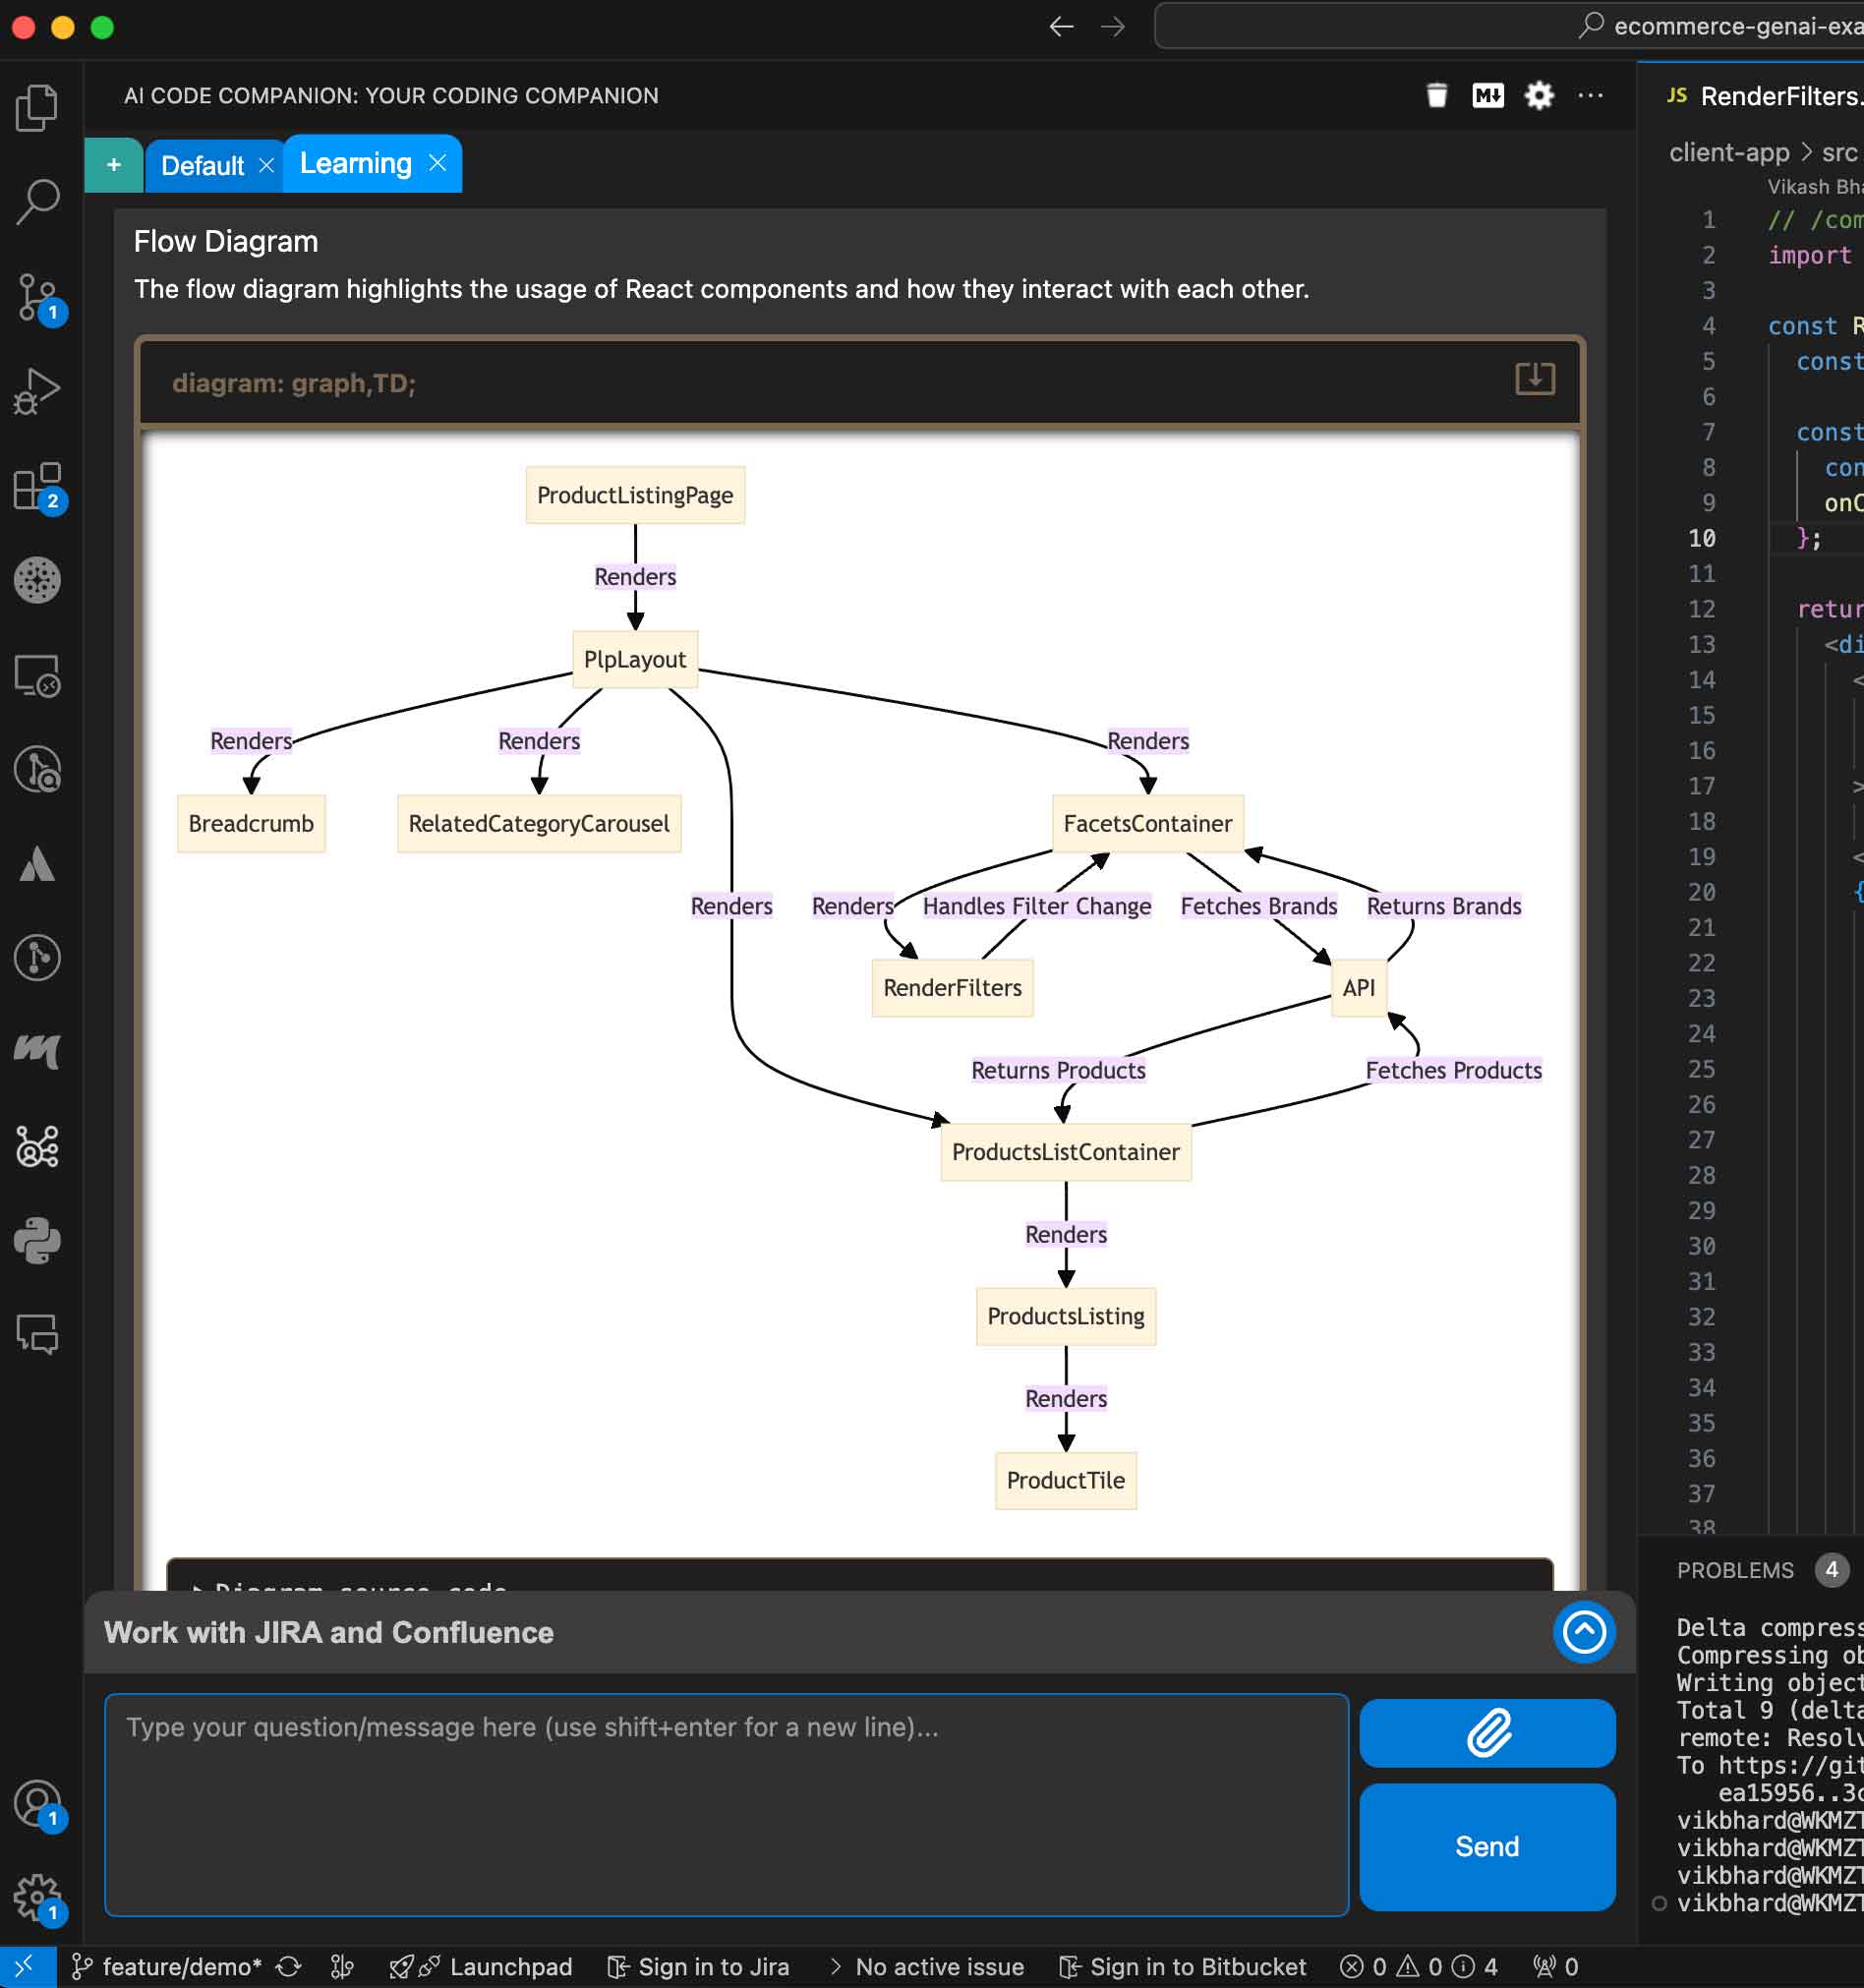 ecommerce-genai-exa
AI CODE COMPANION: YOUR CODING COMPANION
M↓
+
Default
Learning
Flow Diagram
The flow diagram highlights the usage of React components and how they interact with each other.
diagram: graph,TD;
ProductListingPage
Renders
PlpLayout
Renders
Renders
Renders
Breadcrumb
RelatedCategoryCarousel
FacetsContainer
Renders
Renders
Handles Filter Change
Fetches Brands
Returns Brands
RenderFilters
API
Returns Products
Fetches Products
ProductsListContainer
Renders
ProductsListing
Renders
ProductTile
Diagram source code
Work with JIRA and Confluence
Type your question/message here (use shift+enter for a new line)...
Send
1
2
1
1
JS RenderFilters.
client-app > src
Vikash Bha
1 // /com
2 import
3
4 const R
5 const
6
7 const
8 con
9 onC
10 };
11
12 retur
13 <di
14 <
15
16
17 >
18
19 <
20 {
21
22
23
24
25
26
27
28
29
30
31
32
33
34
35
36
37
38
PROBLEMS 4
Delta compress
Compressing ob
Writing object
Total 9 (delta
remote: Resolv
To https://git
ea15956..3c
vikbhard@WKMZT
vikbhard@WKMZT
vikbhard@WKMZT
vikbhard@WKMZT
feature/demo* Launchpad Sign in to Jira > No active issue Sign in to Bitbucket 0 0 4 0